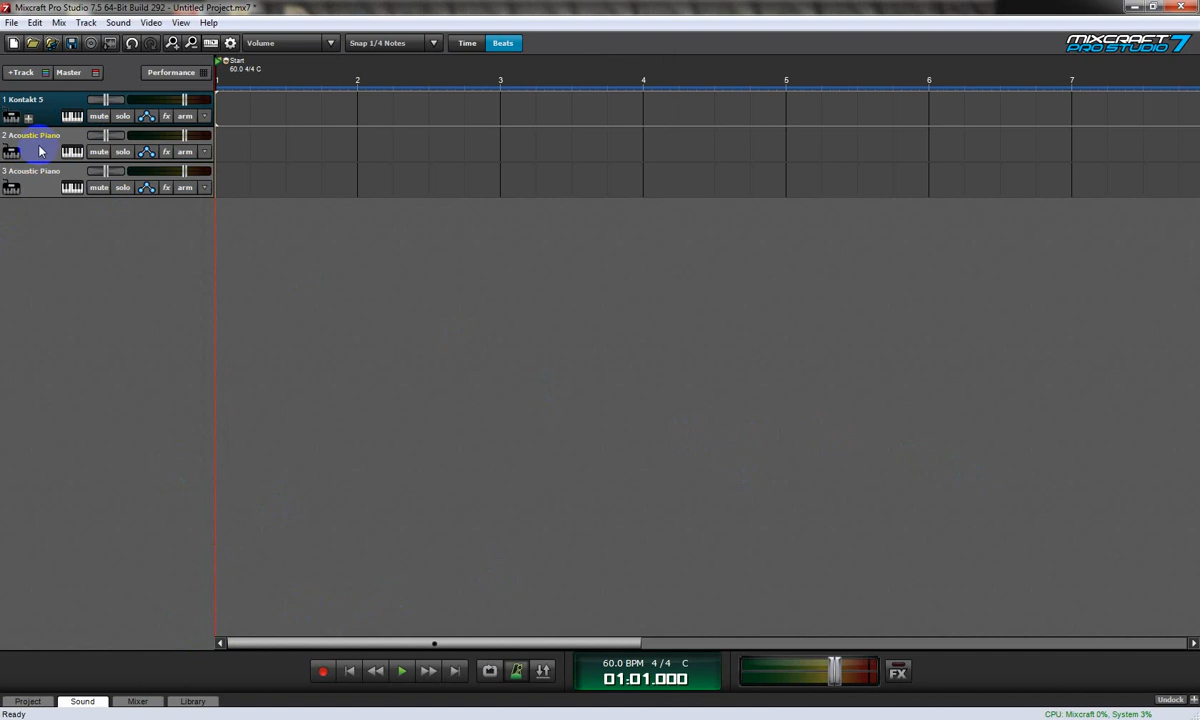 Mixcraft Pro Studio 7.5 64-Bit Build 292 - Untitled Project.mx7 *
File Edit Mix Track Sound Video View Help
Volume Snap 1/4 Notes Time Beats MIXCRAFT PRO STUDIO 7
+Track Master Performance
Start
60.0 4/4 C
1 2 3 4 5 6 7
1 Kontakt 5
mute solo fx arm
2 Acoustic Piano
mute solo fx arm
3 Acoustic Piano
mute solo fx arm
60.0 BPM 4/4 C
01:01.000
FX
Project Sound Mixer Library Undock
Ready CPU: Mixcraft 0%, System 3%